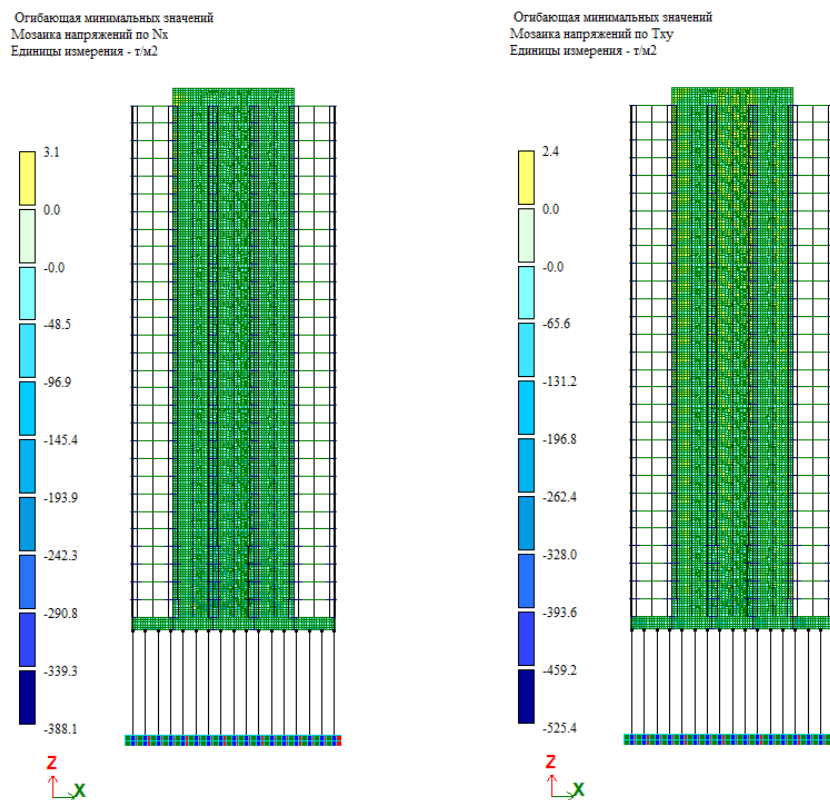 Огибающая минимальных значений
Мозаика напряжений по Nx
Единицы измерения - т/м2
3.1
0.0
-0.0
-48.5
-96.9
-145.4
-193.9
-242.3
-290.8
-339.3
-388.1
Z
X
Огибающая минимальных значений
Мозаика напряжений по Txy
Единицы измерения - т/м2
2.4
0.0
-0.0
-65.6
-131.2
-196.8
-262.4
-328.0
-393.6
-459.2
-525.4
Z
X